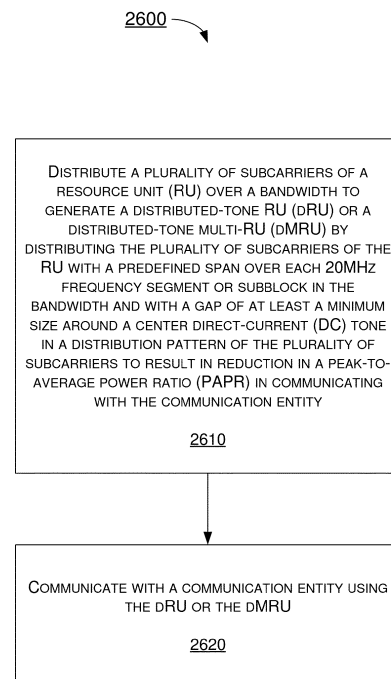 2600
DISTRIBUTE A PLURALITY OF SUBCARRIERS OF A
RESOURCE UNIT (RU) OVER A BANDWIDTH TO
GENERATE A DISTRIBUTED-TONE RU (DRU) OR A
DISTRIBUTED-TONE MULTI-RU (DMRU) BY
DISTRIBUTING THE PLURALITY OF SUBCARRIERS OF THE
RU WITH A PREDEFINED SPAN OVER EACH 20MHZ
FREQUENCY SEGMENT OR SUBBLOCK IN THE
BANDWIDTH AND WITH A GAP OF AT LEAST A MINIMUM
SIZE AROUND A CENTER DIRECT-CURRENT (DC) TONE
IN A DISTRIBUTION PATTERN OF THE PLURALITY OF
SUBCARRIERS TO RESULT IN REDUCTION IN A PEAK-TO-
AVERAGE POWER RATIO (PAPR) IN COMMUNICATING
WITH THE COMMUNICATION ENTITY
2610
COMMUNICATE WITH A COMMUNICATION ENTITY USING
THE DRU OR THE DMRU
2620